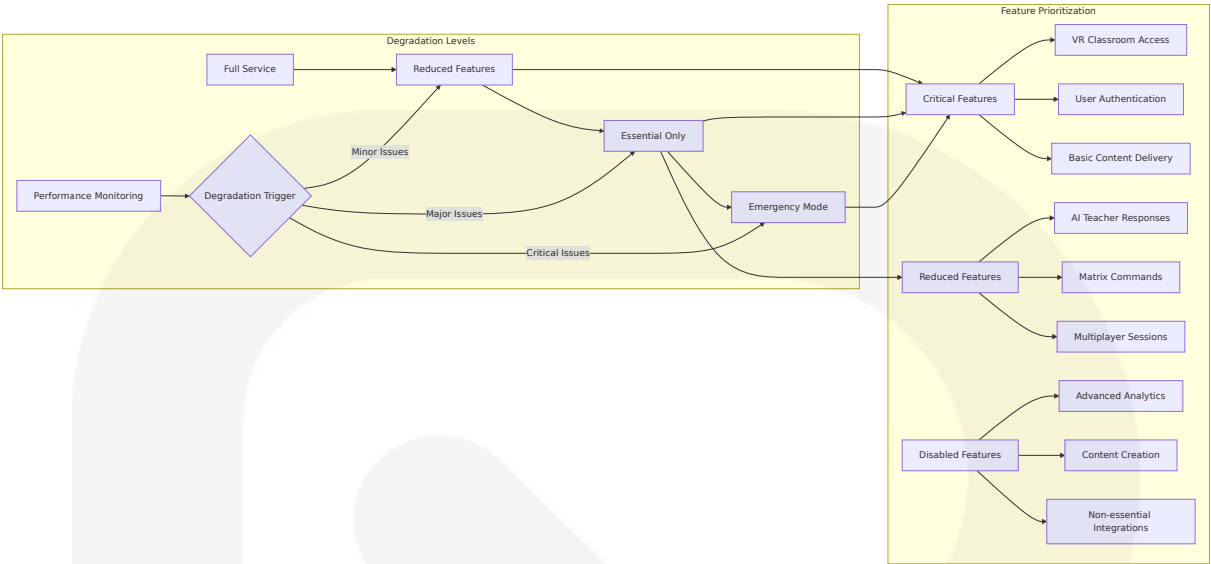 Feature Prioritization
Degradation Levels
Full Service
Reduced Features
Essential Only
Minor Issues
Performance Monitoring
Degradation Trigger
Major Issues
Emergency Mode
Critical Issues
Critical Features
VR Classroom Access
User Authentication
Basic Content Delivery
Reduced Features
AI Teacher Responses
Matrix Commands
Multiplayer Sessions
Disabled Features
Advanced Analytics
Content Creation
Non-essential
Integrations